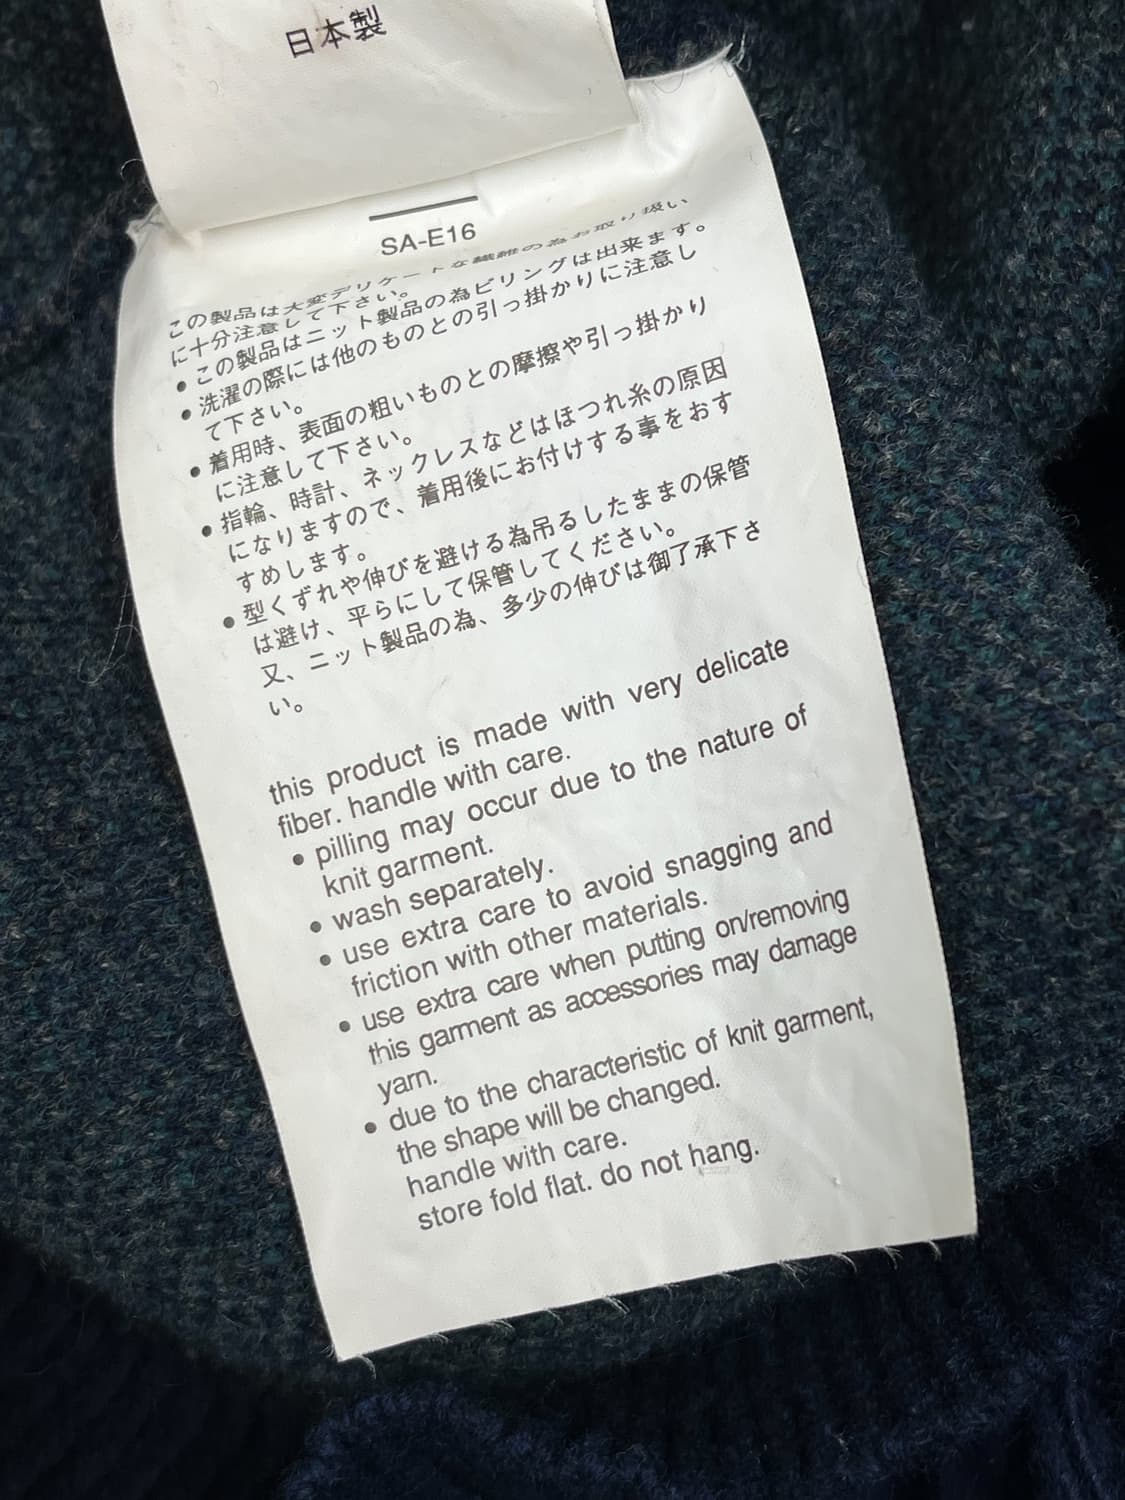 日本製
SA-E16
この製品は大変デリケートな繊維の為お取り扱い
に十分注意して下さい。
• この製品はニット製品の為ピリングは出来ます。
• 洗濯の際には他のものとの引っ掛かりに注意し
て下さい。
• 着用時、表面の粗いものとの摩擦や引っ掛かり
に注意して下さい。
• 指輪、時計、ネックレスなどはほつれ糸の原因
になりますので、着用後にお付けする事をおす
すめします。
• 型くずれや伸びを避ける為吊るしたままの保管
は避け、平らにして保管してください。
又、ニット製品の為、多少の伸びは御了承下さ
い。
this product is made with very delicate
fiber. handle with care.
• pilling may occur due to the nature of
knit garment.
• wash separately.
• use extra care to avoid snagging and
friction with other materials.
• use extra care when putting on/removing
this garment as accessories may damage
yarn.
• due to the characteristic of knit garment,
the shape will be changed.
handle with care.
store fold flat. do not hang.